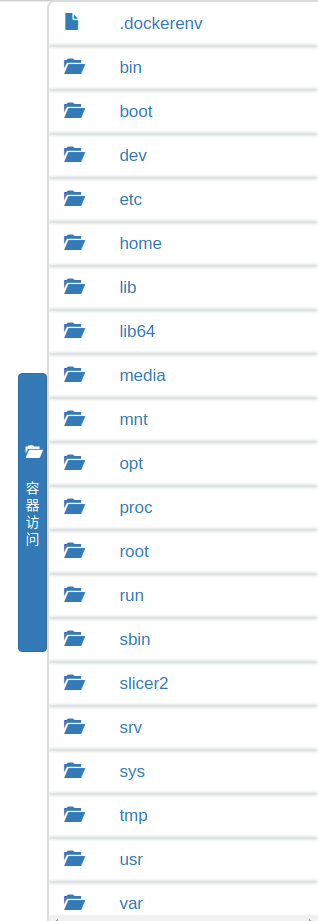 .dockerenv
bin
boot
dev
etc
home
lib
lib64
media
mnt
opt
proc
root
run
sbin
slicer2
srv
sys
tmp
usr
var
容器访问